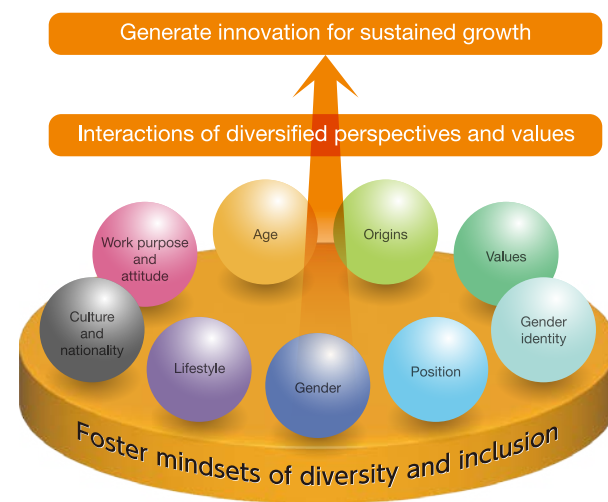 Generate innovation for sustained growth
Interactions of diversified perspectives and values
Age
Origins
Work purpose
and
attitude
Values
Culture
and
nationality
Gender
identity
Lifestyle
Gender
Position
Foster mindsets of diversity and inclusion